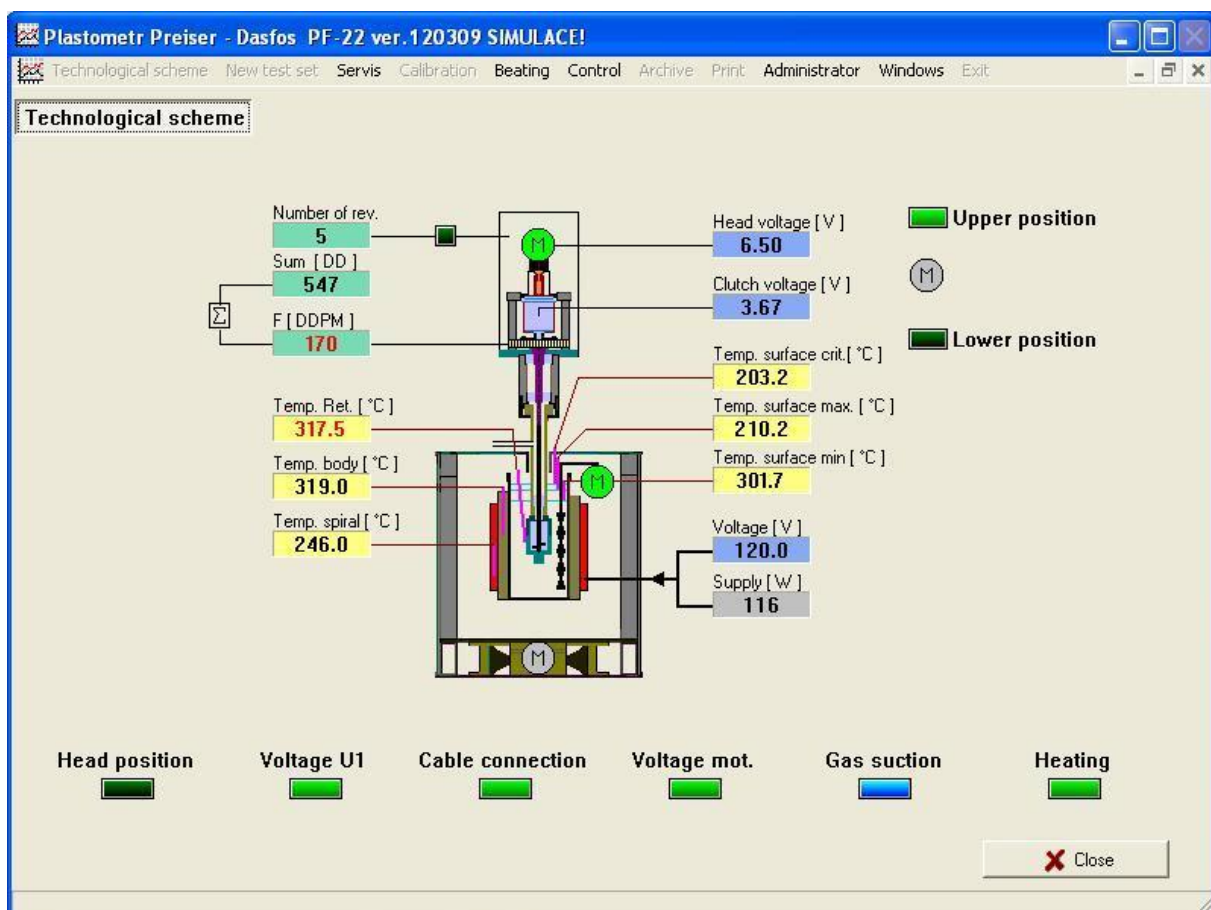 Plastometr Preiser - Dasfos PF-22 ver.120309 SIMULACE!
Technological scheme New test set Servis Calibration Beating Control Archive Print Administrator Windows Exit
Technological scheme
Number of rev.
5
Sum [ DD ]
547
Σ
F [ DDPM ]
170
Temp. Ret. [ °C ]
317.5
Temp. body [ °C ]
319.0
Temp. spiral [ °C ]
246.0
M
M
M
Head voltage [ V ]
6.50
Clutch voltage [ V ]
3.67
Temp. surface crit.[ °C ]
203.2
Temp. surface max. [ °C ]
210.2
Temp. surface min [ °C ]
301.7
Voltage [ V ]
120.0
Supply [ W ]
116
Upper position
M
Lower position
Head position Voltage U1 Cable connection Voltage mot. Gas suction Heating
Close